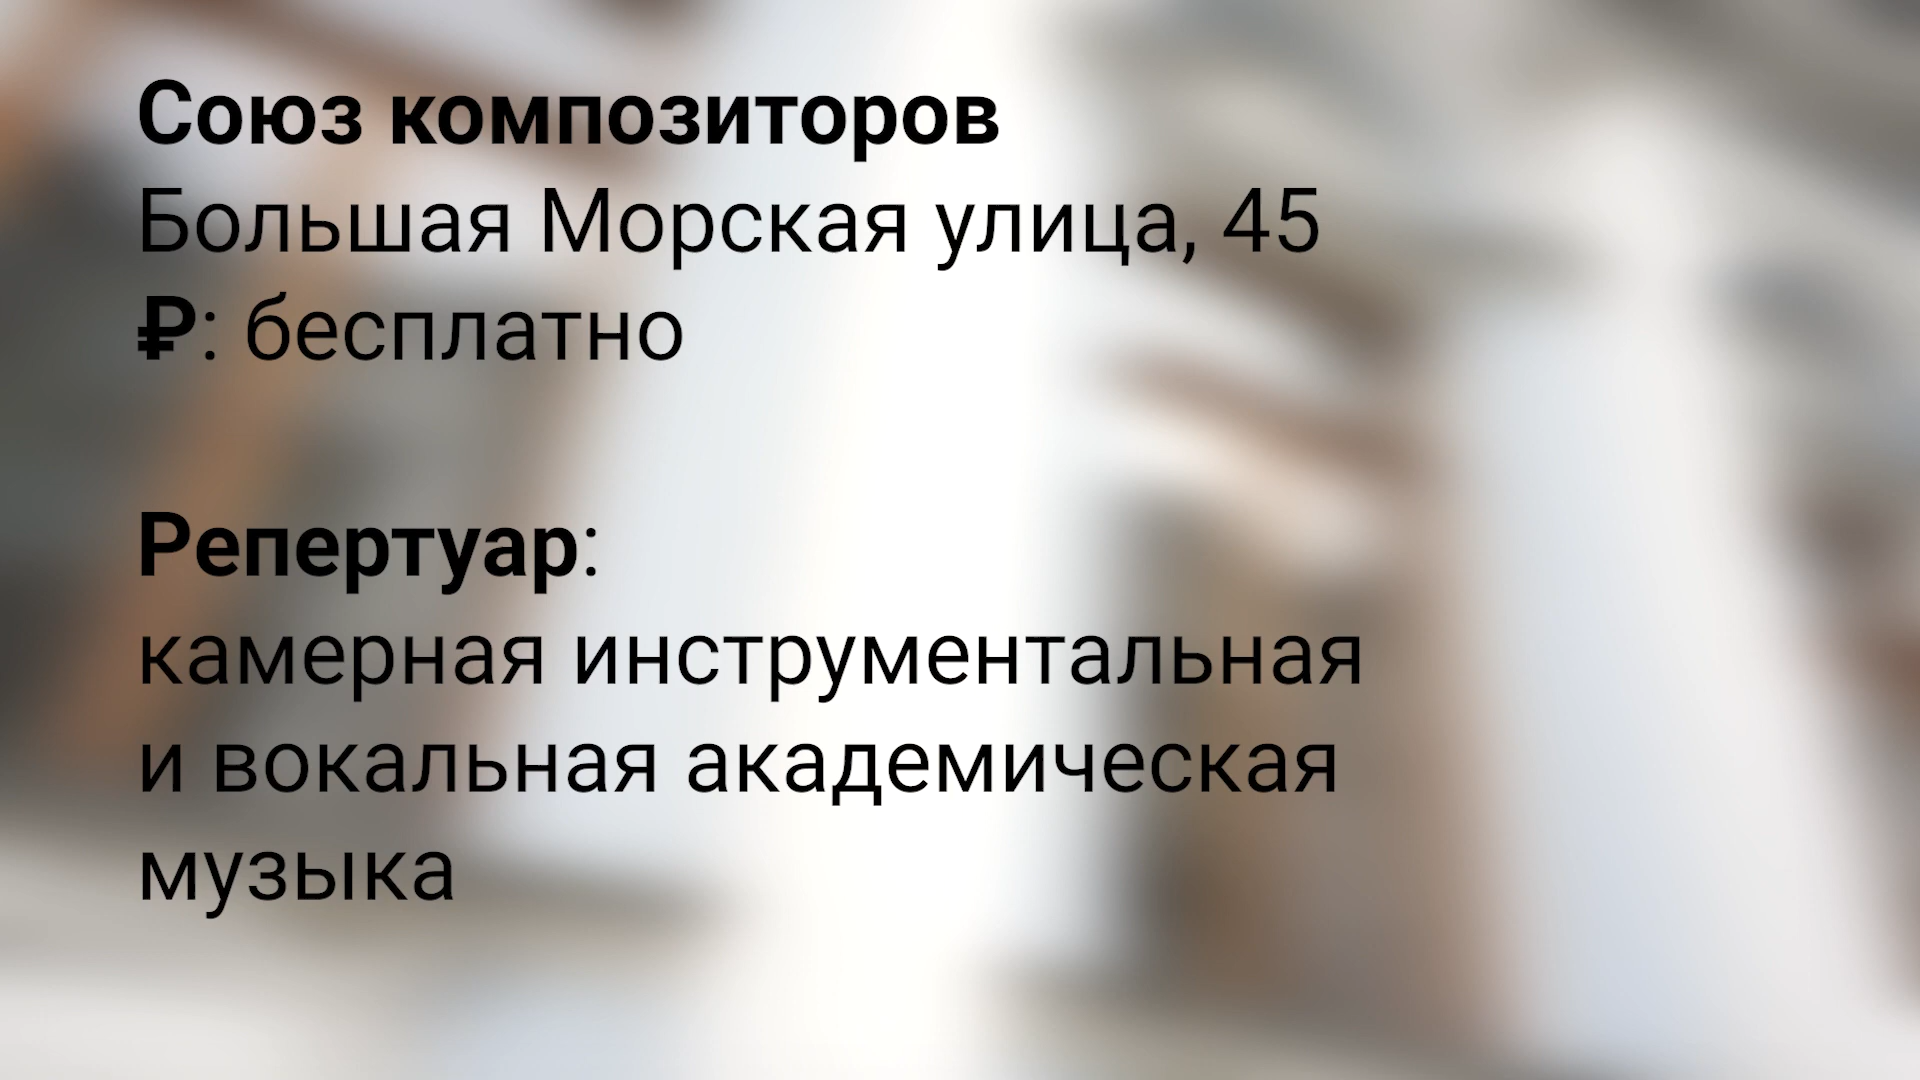 Союз композиторов
Большая Морская улица, 45
₽: бесплатно
Репертуар:
камерная инструментальная
и вокальная академическая
музыка